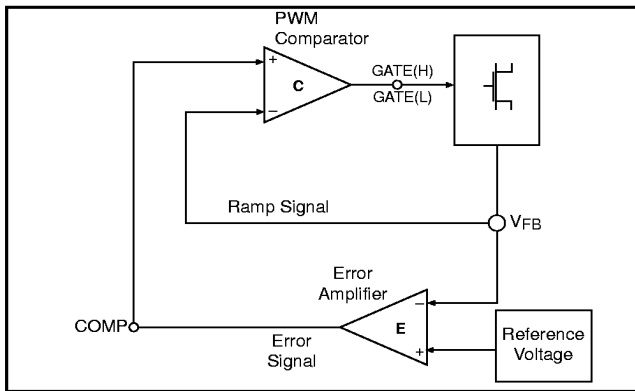 PWM
Comparator
+
C
−
GATE(H)
GATE(L)
Ramp Signal
VFB
Error
Amplifier
−
E
+
COMP
Error
Signal
Reference
Voltage